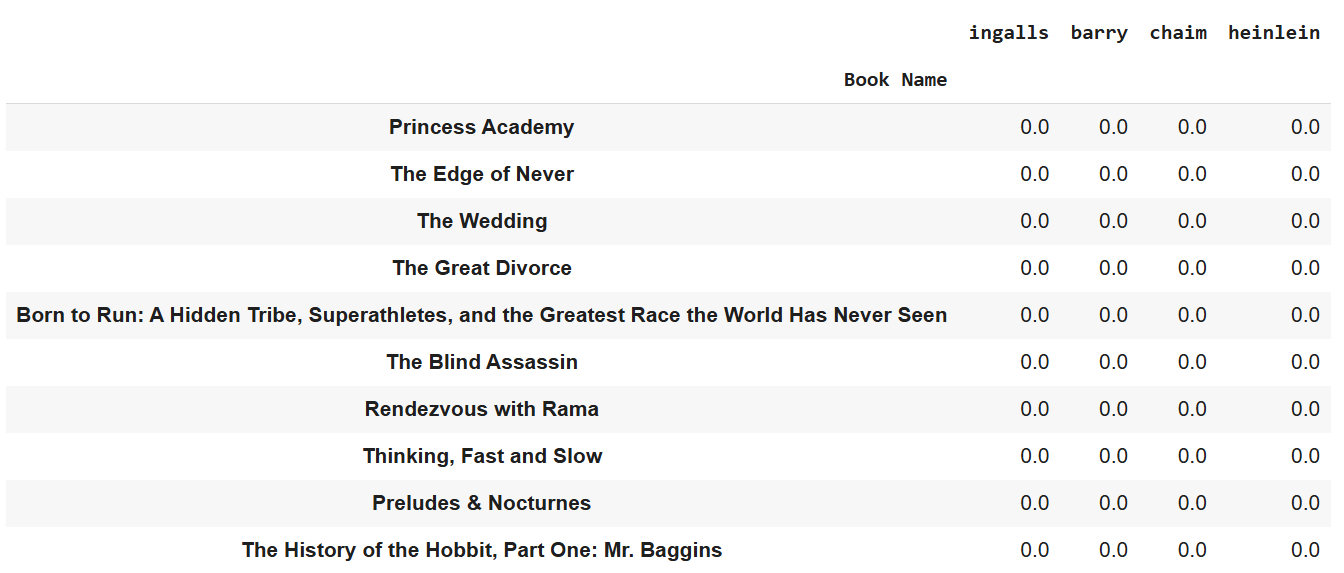 ingalls barry chaim heinlein
Book Name
Princess Academy 0.0 0.0 0.0 0.0
The Edge of Never 0.0 0.0 0.0 0.0
The Wedding 0.0 0.0 0.0 0.0
The Great Divorce 0.0 0.0 0.0 0.0
Born to Run: A Hidden Tribe, Superathletes, and the Greatest Race the World Has Never Seen 0.0 0.0 0.0 0.0
The Blind Assassin 0.0 0.0 0.0 0.0
Rendezvous with Rama 0.0 0.0 0.0 0.0
Thinking, Fast and Slow 0.0 0.0 0.0 0.0
Preludes & Nocturnes 0.0 0.0 0.0 0.0
The History of the Hobbit, Part One: Mr. Baggins 0.0 0.0 0.0 0.0